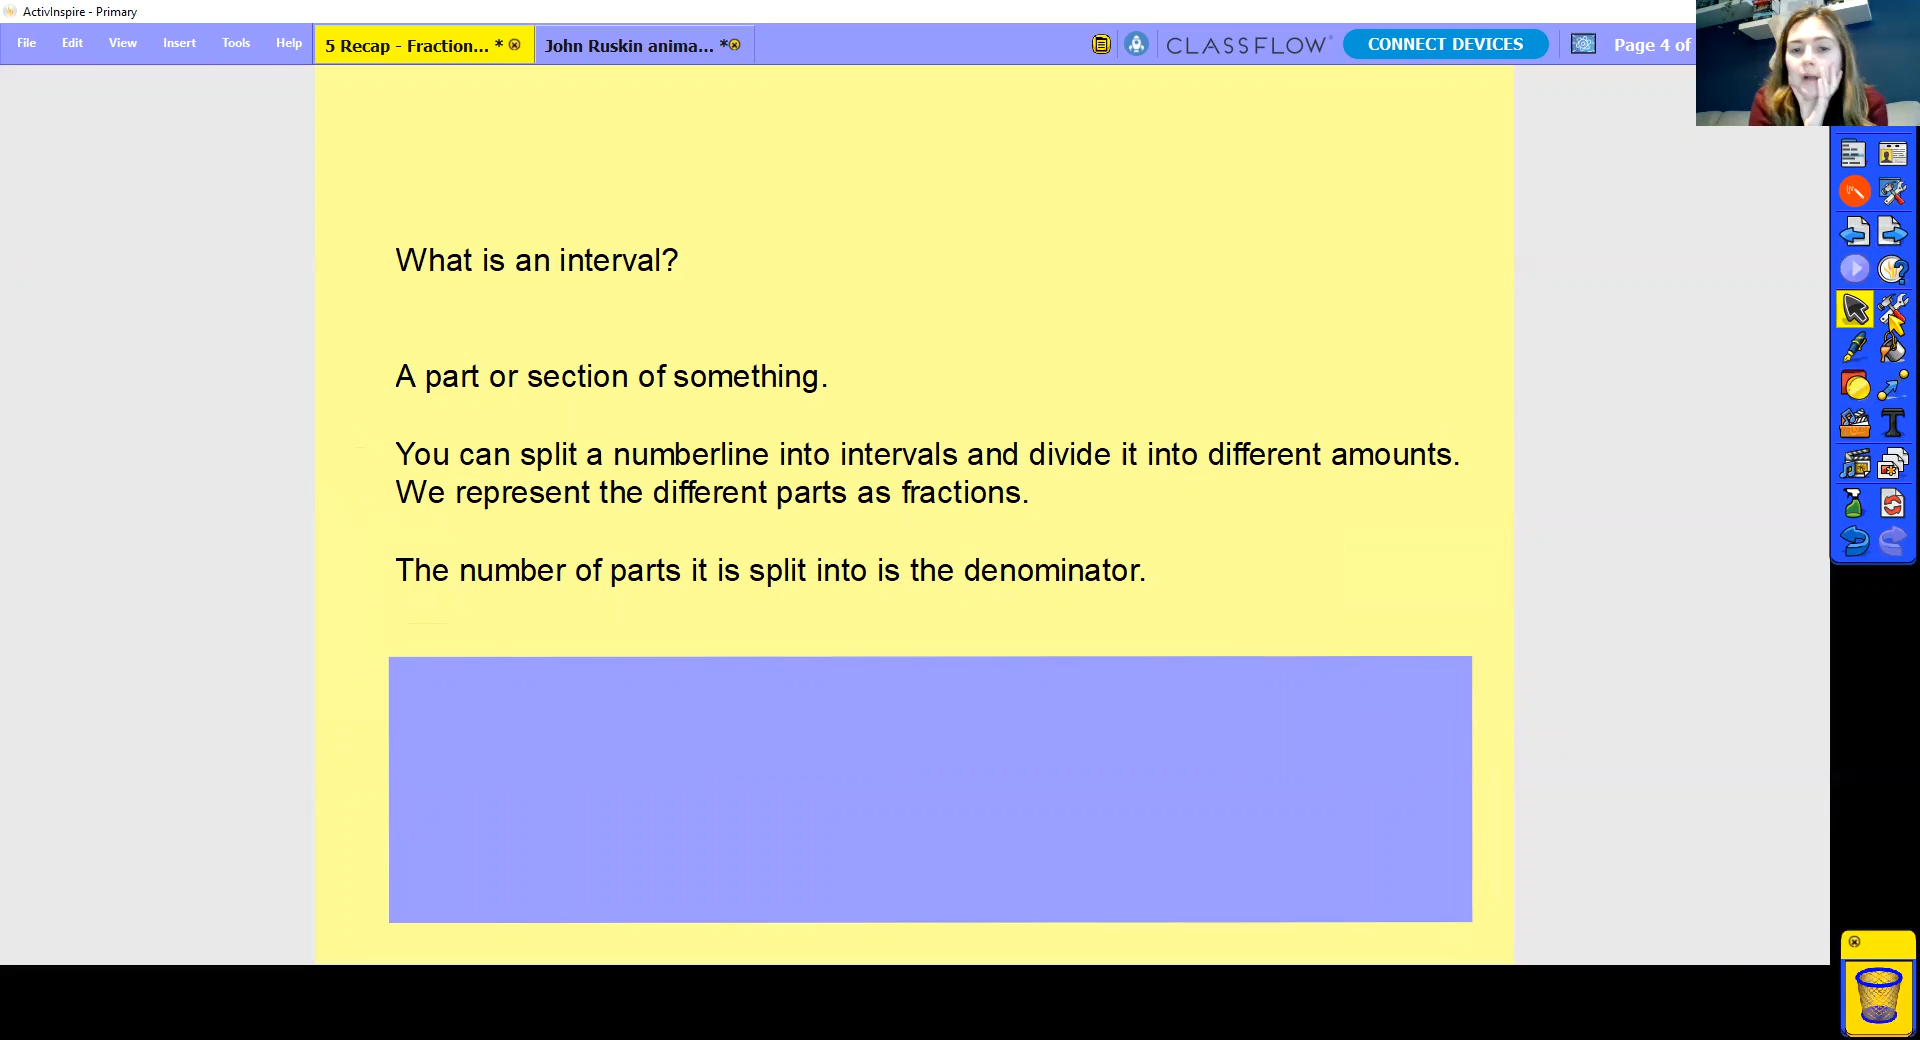 ActivInspire - Primary
File Edit View Insert Tools Help
5 Recap - Fraction... *
John Ruskin anima... *
CLASSFLOW
CONNECT DEVICES
Page 4 of
What is an interval?
A part or section of something.
You can split a numberline into intervals and divide it into different amounts.
We represent the different parts as fractions.
The number of parts it is split into is the denominator.